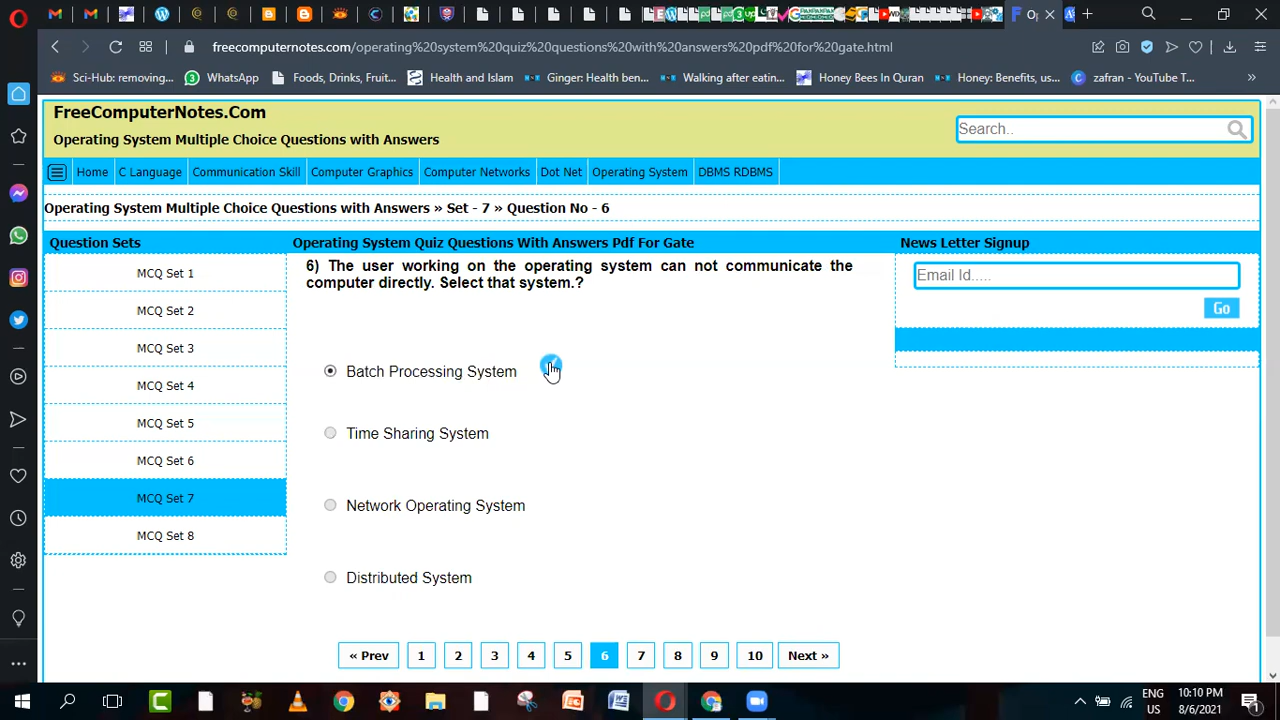 freecomputernotes.com/operating%20system%20quiz%20questions%20with%20answers%20pdf%20for%20gate.html
Sci-Hub: removing...
WhatsApp
Foods, Drinks, Fruit...
Health and Islam
Ginger: Health ben...
Walking after eatin...
Honey Bees In Quran
Honey: Benefits, us...
zafran - YouTube T...
FreeComputerNotes.Com
Operating System Multiple Choice Questions with Answers
Search..
Home
C Language
Communication Skill
Computer Graphics
Computer Networks
Dot Net
Operating System
DBMS RDBMS
Operating System Multiple Choice Questions with Answers » Set - 7 » Question No - 6
Question Sets
MCQ Set 1
MCQ Set 2
MCQ Set 3
MCQ Set 4
MCQ Set 5
MCQ Set 6
MCQ Set 7
MCQ Set 8
Operating System Quiz Questions With Answers Pdf For Gate
6) The user working on the operating system can not communicate the
computer directly. Select that system.?
Batch Processing System
Time Sharing System
Network Operating System
Distributed System
« Prev 1 2 3 4 5 6 7 8 9 10 Next »
News Letter Signup
Email Id.....
Go
ENG
US
10:10 PM
8/6/2021